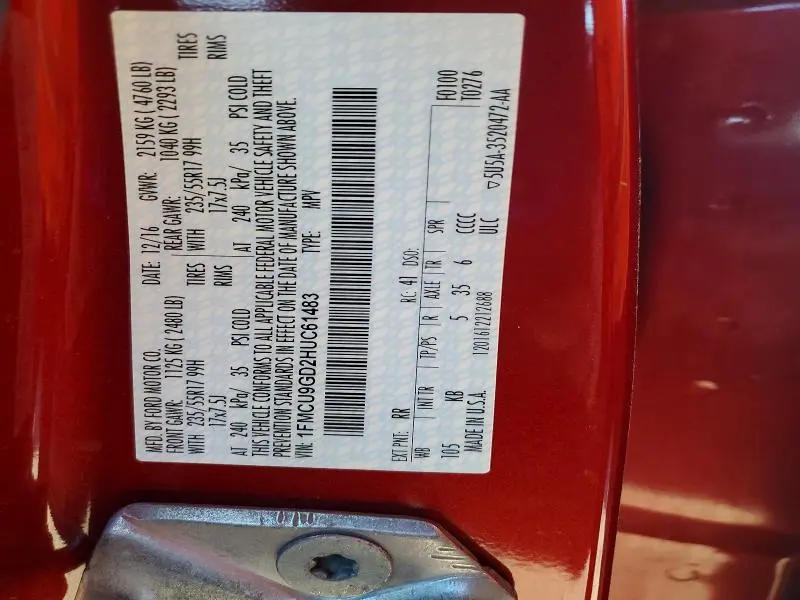 MFD. BY FORD MOTOR CO.
DATE: 12/16 GVWR: 2159 KG ( 4760 LB)
FRONT GAWR: 1125 KG ( 2480 LB)
REAR GAWR: 1040 KG ( 2293 LB)
WITH 235/55R17 99H TIRES
WITH 235/55R17 99H TIRES
17x7.5J RIMS
17x7.5J RIMS
AT 240 kPa/ 35 PSI COLD
AT 240 kPa/ 35 PSI COLD
THIS VEHICLE CONFORMS TO ALL APPLICABLE FEDERAL MOTOR VEHICLE SAFETY AND THEFT
PREVENTION STANDARDS IN EFFECT ON THE DATE OF MANUFACTURE SHOWN ABOVE.
VIN: 1FMCU9GD2HUC61483 TYPE: MPV
EXT PNT: RR RC: 41 DSO: F0100
WB INT TR TP/PS R AXLE TR SPR T0276
105 KB 5 35 6 CCCC
MADE IN U.S.A. 12016T2212688 ULC
▽5U5A-3520472-AA